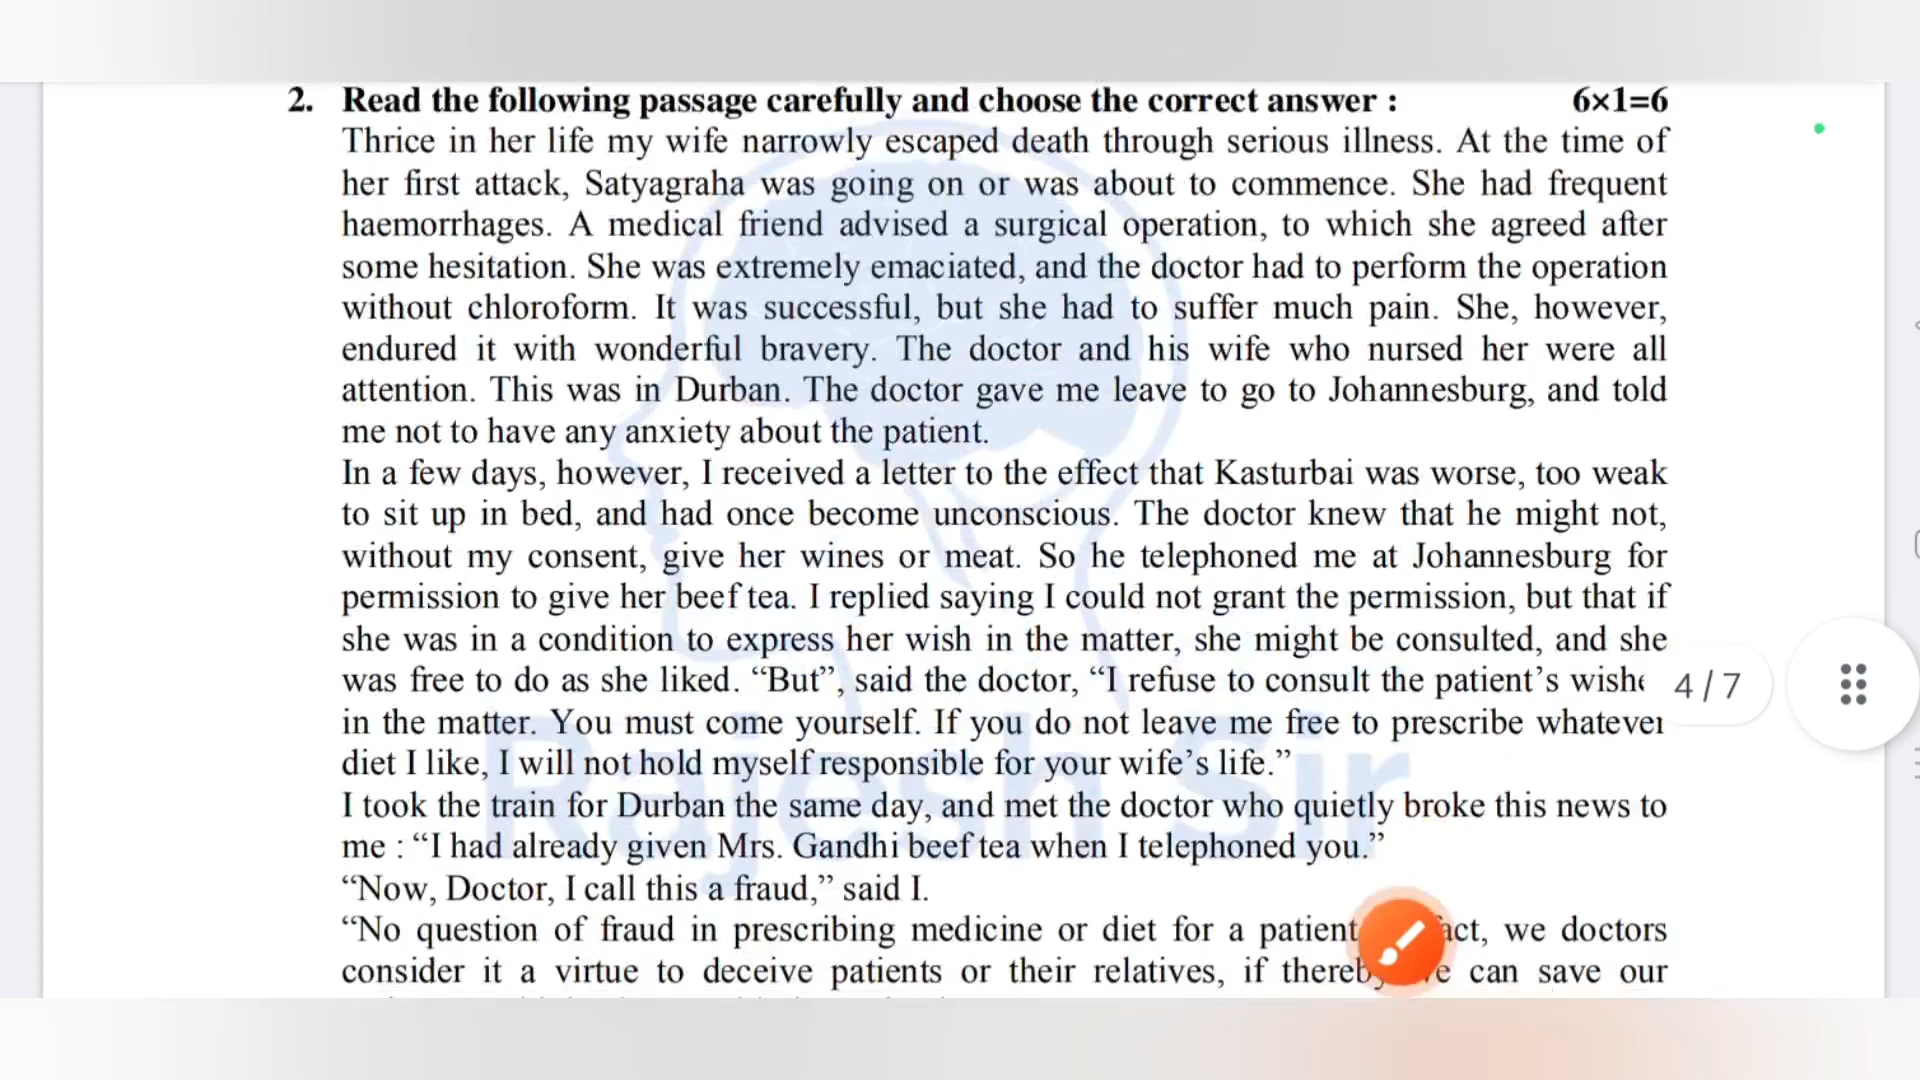 2. Read the following passage carefully and choose the correct answer : 6×1=6
Thrice in her life my wife narrowly escaped death through serious illness. At the time of
her first attack, Satyagraha was going on or was about to commence. She had frequent
haemorrhages. A medical friend advised a surgical operation, to which she agreed after
some hesitation. She was extremely emaciated, and the doctor had to perform the operation
without chloroform. It was successful, but she had to suffer much pain. She, however,
endured it with wonderful bravery. The doctor and his wife who nursed her were all
attention. This was in Durban. The doctor gave me leave to go to Johannesburg, and told
me not to have any anxiety about the patient.
In a few days, however, I received a letter to the effect that Kasturbai was worse, too weak
to sit up in bed, and had once become unconscious. The doctor knew that he might not,
without my consent, give her wines or meat. So he telephoned me at Johannesburg for
permission to give her beef tea. I replied saying I could not grant the permission, but that if
she was in a condition to express her wish in the matter, she might be consulted, and she
was free to do as she liked. “But”, said the doctor, “I refuse to consult the patient’s
4 / 7
in the matter. You must come yourself. If you do not leave me free to prescribe whatever
diet I like, I will not hold myself responsible for your wife’s life.”
I took the train for Durban the same day, and met the doctor who quietly broke this news to
me : “I had already given Mrs. Gandhi beef tea when I telephoned you.”
“Now, Doctor, I call this a fraud,” said I.
“No question of fraud in prescribing medicine or diet for a patient we doctors
consider it a virtue to deceive patients or their relatives, if can save our
Rajesh Sir